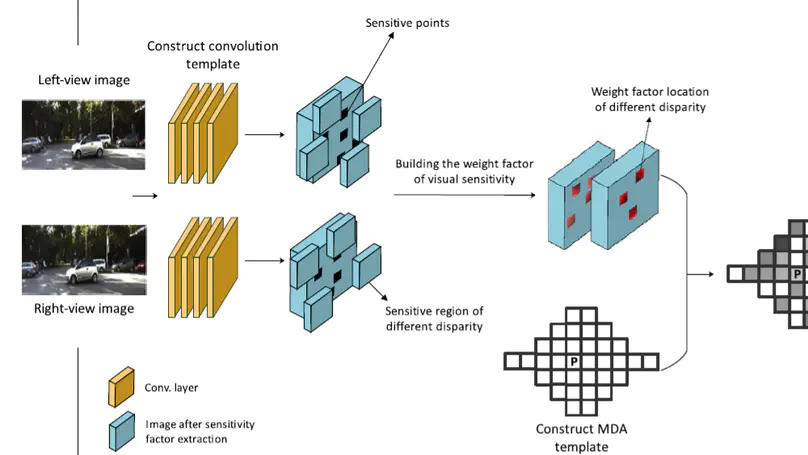 Sensitive points
Construct convolution
template
Left-view image
Weight factor location
of different disparity
Building the weight factor
of visual sensitivity
P
Right-view image
Sensitive region of
different disparity
P
Conv. layer
Image after sensitivity
factor extraction
Construct MDA
template